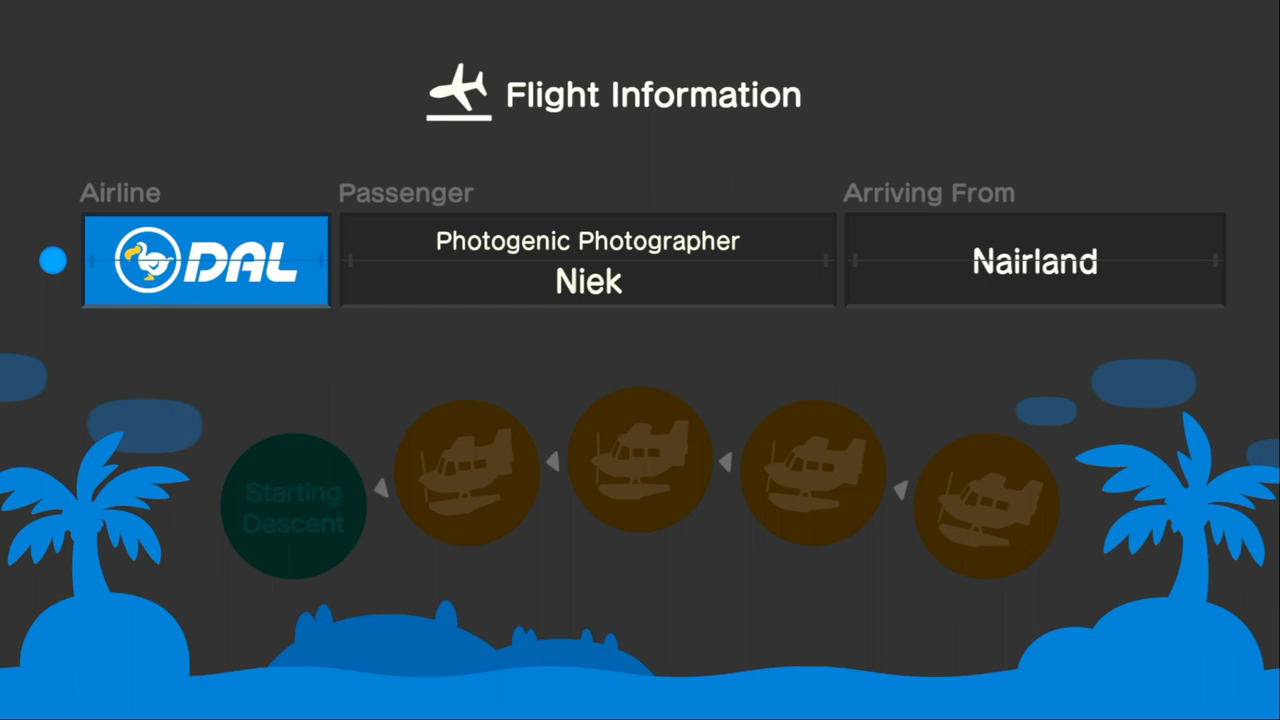 Flight Information
Airline
Passenger
Arriving From
DAL
Photogenic Photographer
Niek
Nairland
Starting
Descent